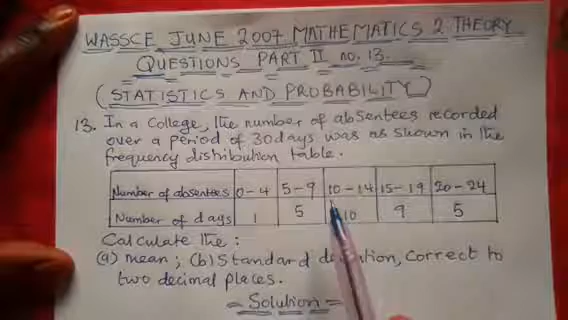 WASSCE JUNE 2007 MATHEMATICS 2 THEORY
QUESTIONS PART II no. 13.
(STATISTICS AND PROBABILITY)
13. In a College, the number of absentees recorded
over a period of 30 days was as shown in the
frequency distribution table.
Number of absentees 0-4 5-9 10-14 15-19 20-24
Number of days 1 5 10 9 5
Calculate the:
(a) mean; (b) Standard deviation, correct to
two decimal places.
Solution